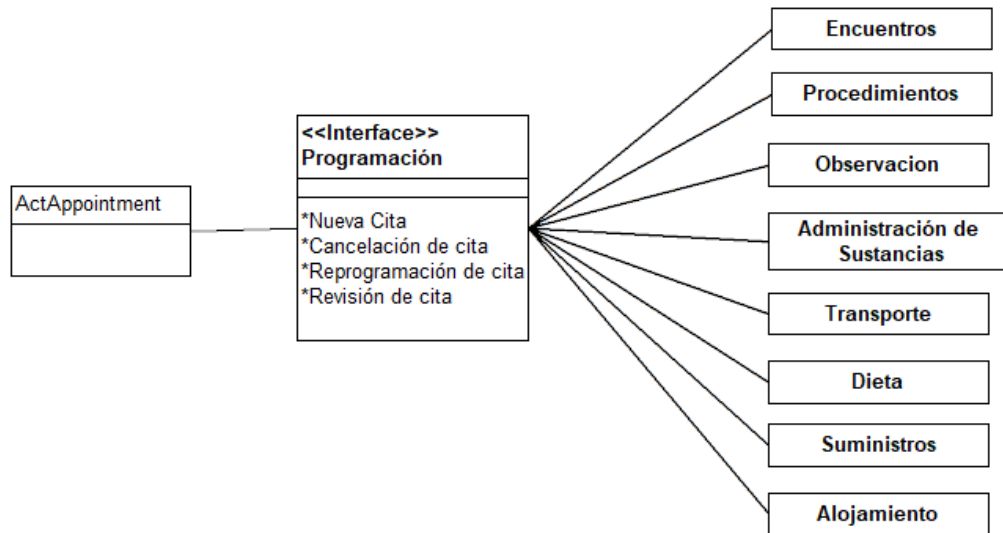 ActAppointment
<<Interface>>
Programación
*Nueva Cita
*Cancelación de cita
*Reprogramación de cita
*Revisión de cita
Encuentros
Procedimientos
Observacion
Administración de
Sustancias
Transporte
Dieta
Suministros
Alojamiento